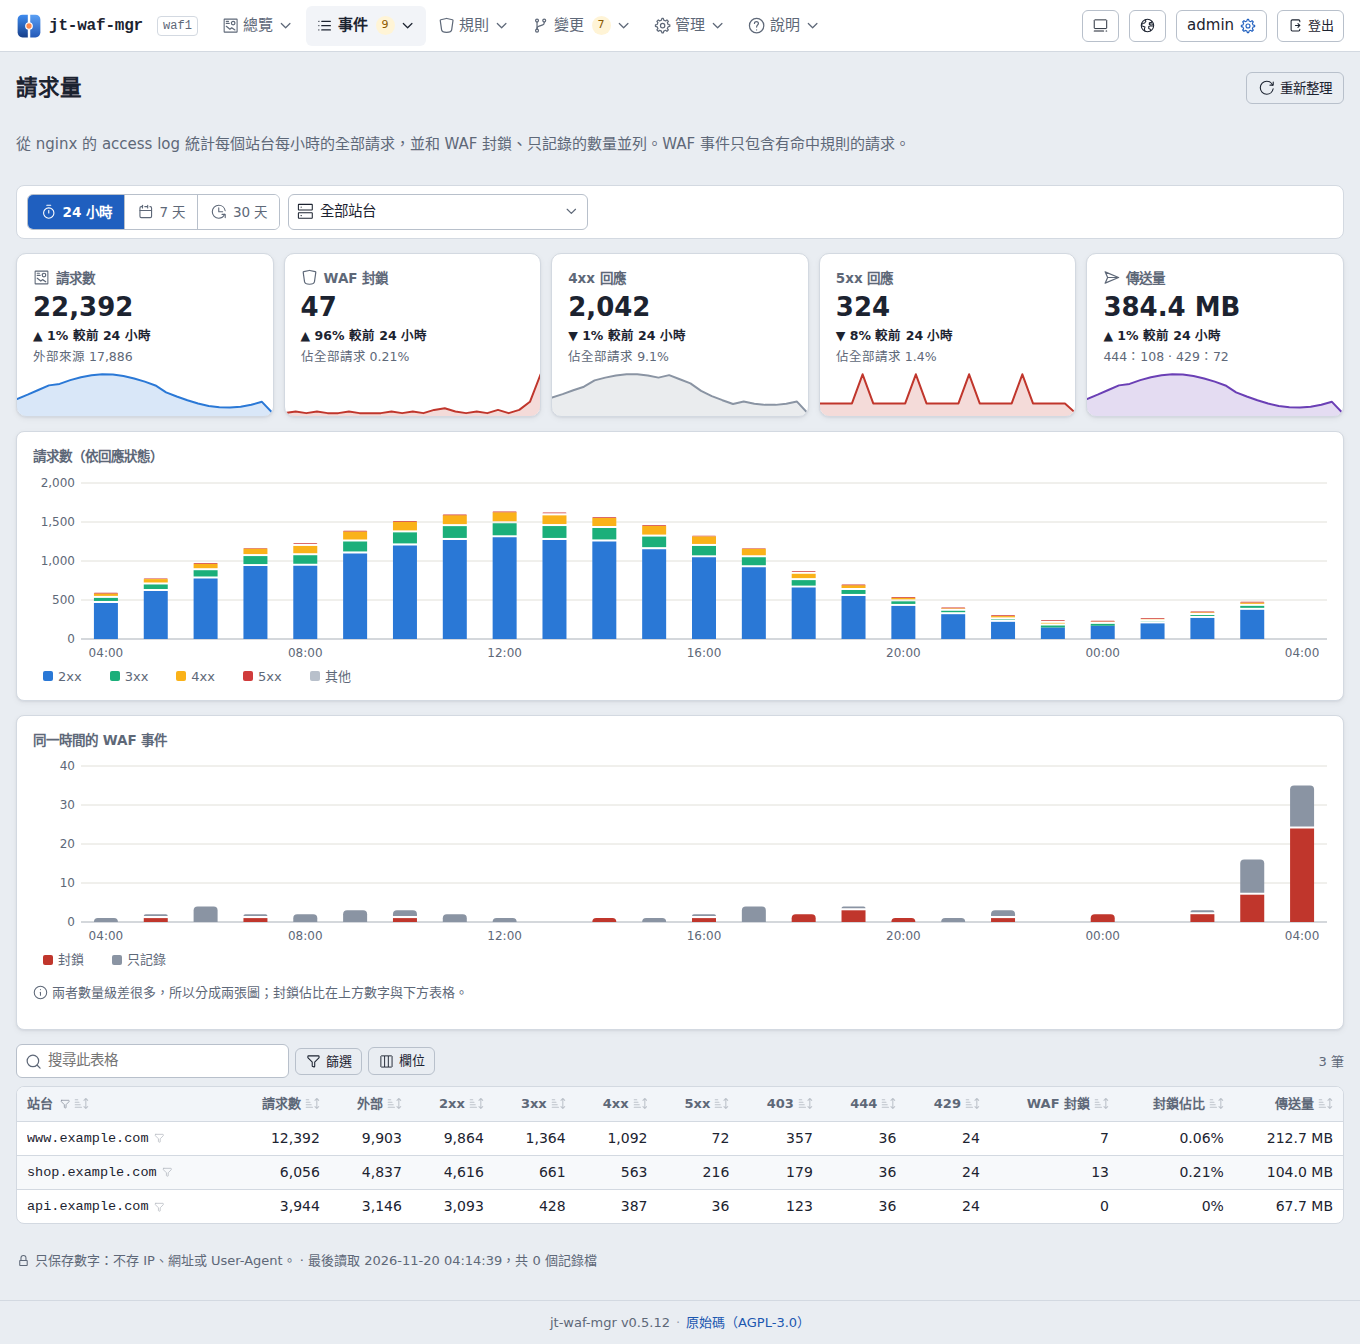 jt-waf-mgr waf1 總覽 事件 9 規則 變更 7 管理 說明 admin 登出
請求量 重新整理
從 nginx 的 access log 統計每個站台每小時的全部請求，並和 WAF 封鎖、只記錄的數量並列。WAF 事件只包含有命中規則的請求。
24 小時 7 天 30 天 全部站台
請求數 WAF 封鎖 4xx 回應 5xx 回應 傳送量
22,392 47 2,042 324 384.4 MB
▲ 1% 較前 24 小時 ▲ 96% 較前 24 小時 ▼ 1% 較前 24 小時 ▼ 8% 較前 24 小時 ▲ 1% 較前 24 小時
外部來源 17,886 佔全部請求 0.21% 佔全部請求 9.1% 佔全部請求 1.4% 444：108 · 429：72
請求數（依回應狀態）
2,000
1,500
1,000
500
0
04:00 08:00 12:00 16:00 20:00 00:00 04:00
2xx 3xx 4xx 5xx 其他
同一時間的 WAF 事件
40
30
20
10
0
04:00 08:00 12:00 16:00 20:00 00:00 04:00
封鎖 只記錄
兩者數量級差很多，所以分成兩張圖；封鎖佔比在上方數字與下方表格。
搜尋此表格 篩選 欄位 3 筆
站台 請求數 外部 2xx 3xx 4xx 5xx 403 444 429 WAF 封鎖 封鎖佔比 傳送量
www.example.com 12,392 9,903 9,864 1,364 1,092 72 357 36 24 7 0.06% 212.7 MB
shop.example.com 6,056 4,837 4,616 661 563 216 179 36 24 13 0.21% 104.0 MB
api.example.com 3,944 3,146 3,093 428 387 36 123 36 24 0 0% 67.7 MB
只保存數字：不存 IP、網址或 User-Agent。 · 最後讀取 2026-11-20 04:14:39，共 0 個記錄檔
jt-waf-mgr v0.5.12 · 原始碼（AGPL-3.0）